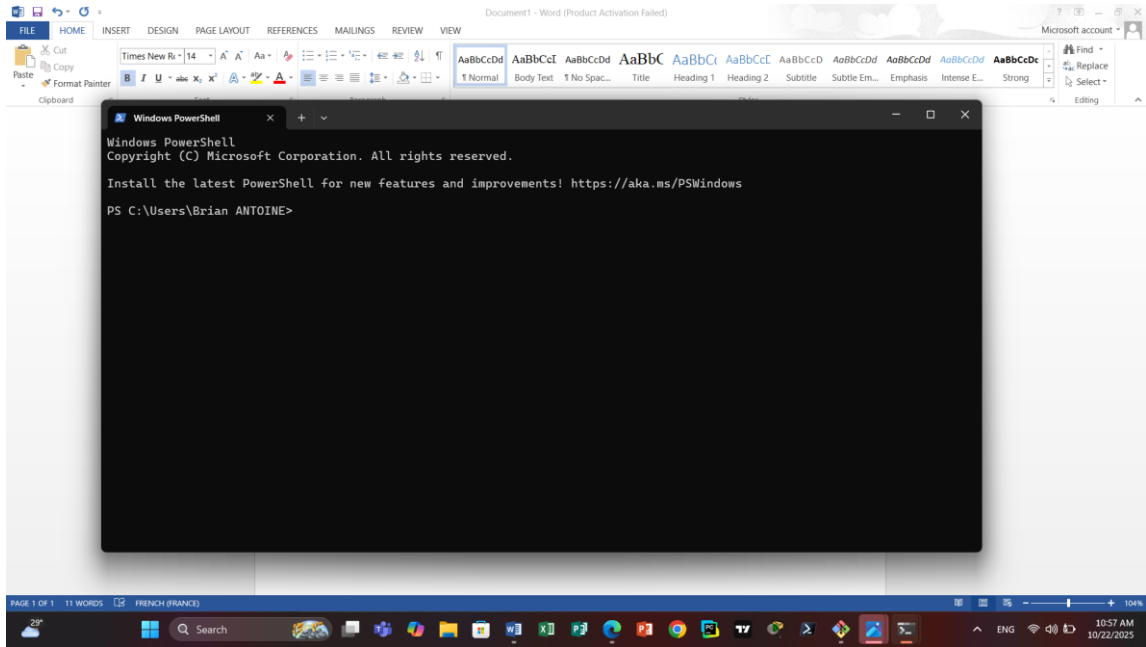 Document1 - Word (Product Activation Failed)
FILE HOME INSERT DESIGN PAGE LAYOUT REFERENCES MAILINGS REVIEW VIEW
Microsoft account
Paste
Cut
Copy
Format Painter
Clipboard
Times New R 14
AaBbCcDd AaBbCcI AaBbCcDd AaBbC AaBbC AaBbCcE AaBbCcD AaBbCcDd AaBbCcDd AaBbCcDd AaBbCcDc
¶ Normal Body Text ¶ No Spac... Title Heading 1 Heading 2 Subtitle Subtle Em... Emphasis Intense E... Strong
Find
Replace
Select
Editing
Windows PowerShell
Windows PowerShell
Copyright (C) Microsoft Corporation. All rights reserved.
Install the latest PowerShell for new features and improvements! https://aka.ms/PSWindows
PS C:\Users\Brian ANTOINE>
PAGE 1 OF 1 11 WORDS FRENCH (FRANCE)
104%
29°
Search
ENG
10:57 AM
10/22/2025